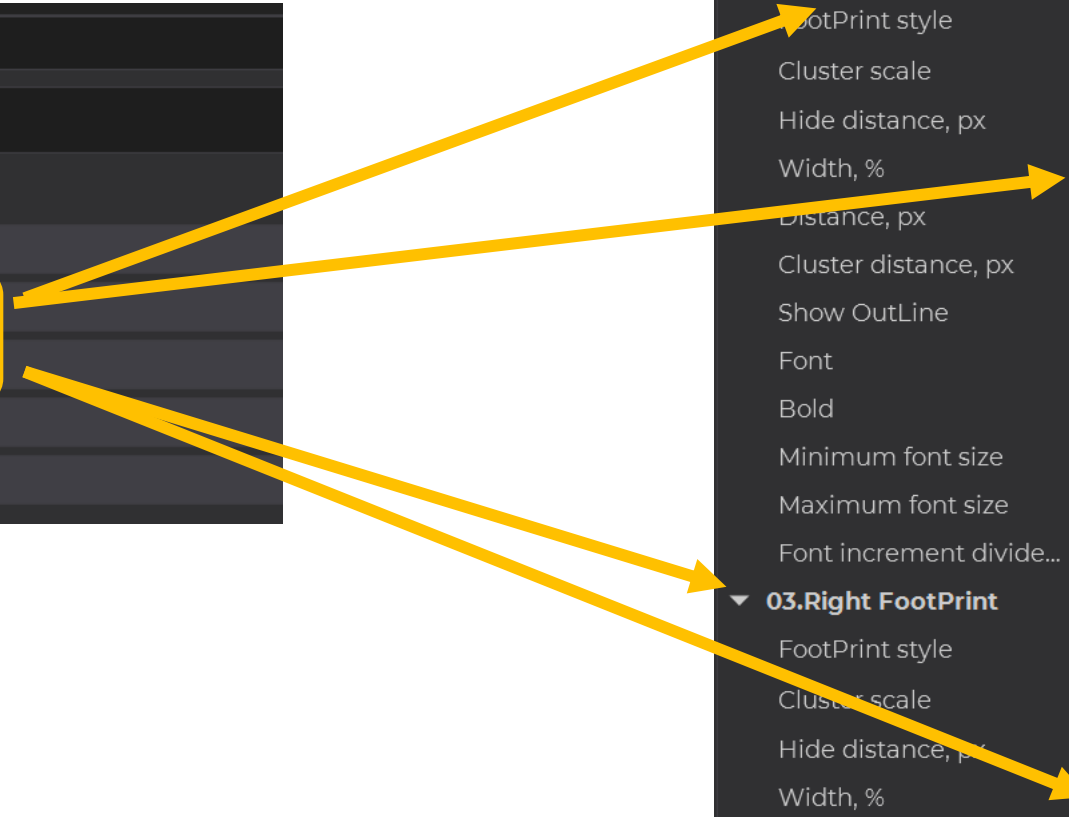 FootPrint style
Cluster scale
Hide distance, px
Width, %
Distance, px
Cluster distance, px
Show OutLine
Font
Bold
Minimum font size
Maximum font size
Font increment divide...
03.Right FootPrint
FootPrint style
Cluster scale
Hide distance, px
Width, %